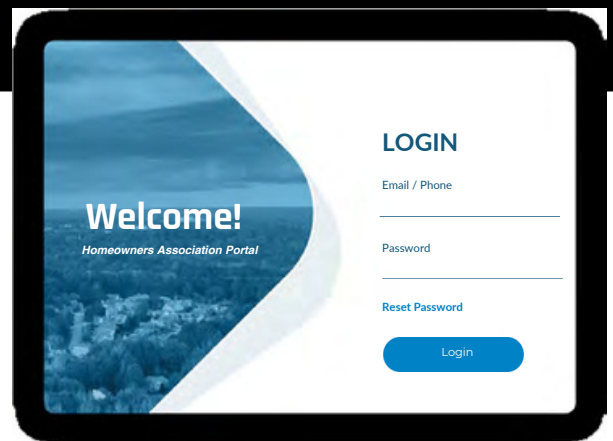 Welcome!
Homeowners Association Portal
LOGIN
Email / Phone
Password
Reset Password
Login